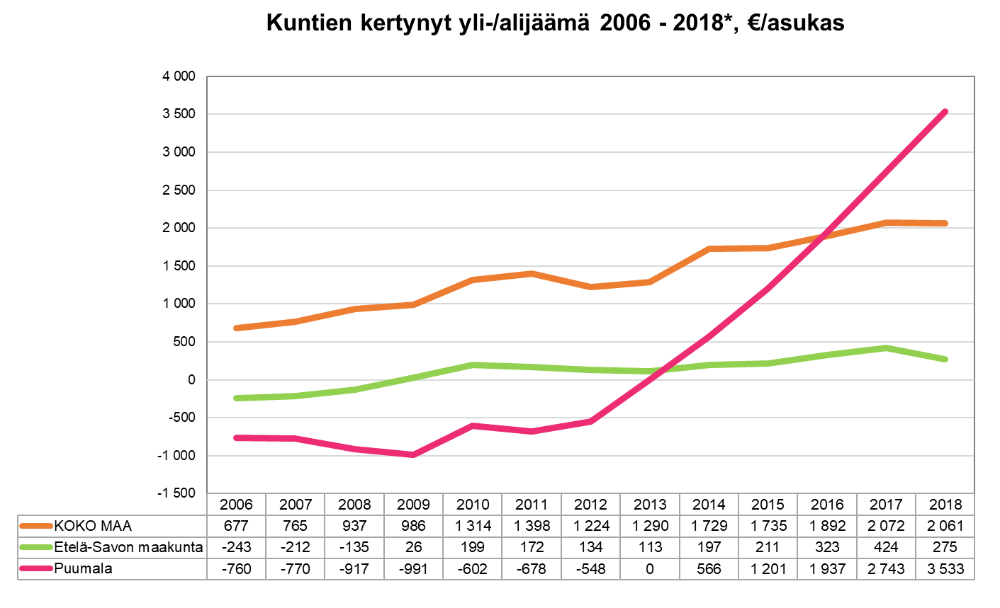 Kuntien kertynyt yli-/alijäämä 2006 - 2018*, €/asukas
4 000
3 500
3 000
2 500
2 000
1 500
1 000
500
0
-500
-1 000
-1 500
2006 2007 2008 2009 2010 2011 2012 2013 2014 2015 2016 2017 2018
KOKO MAA 677 765 937 986 1 314 1 398 1 224 1 290 1 729 1 735 1 892 2 072 2 061
Etelä-Savon maakunta -243 -212 -135 26 199 172 134 113 197 211 323 424 275
Puumala -760 -770 -917 -991 -602 -678 -548 0 566 1 201 1 937 2 743 3 533